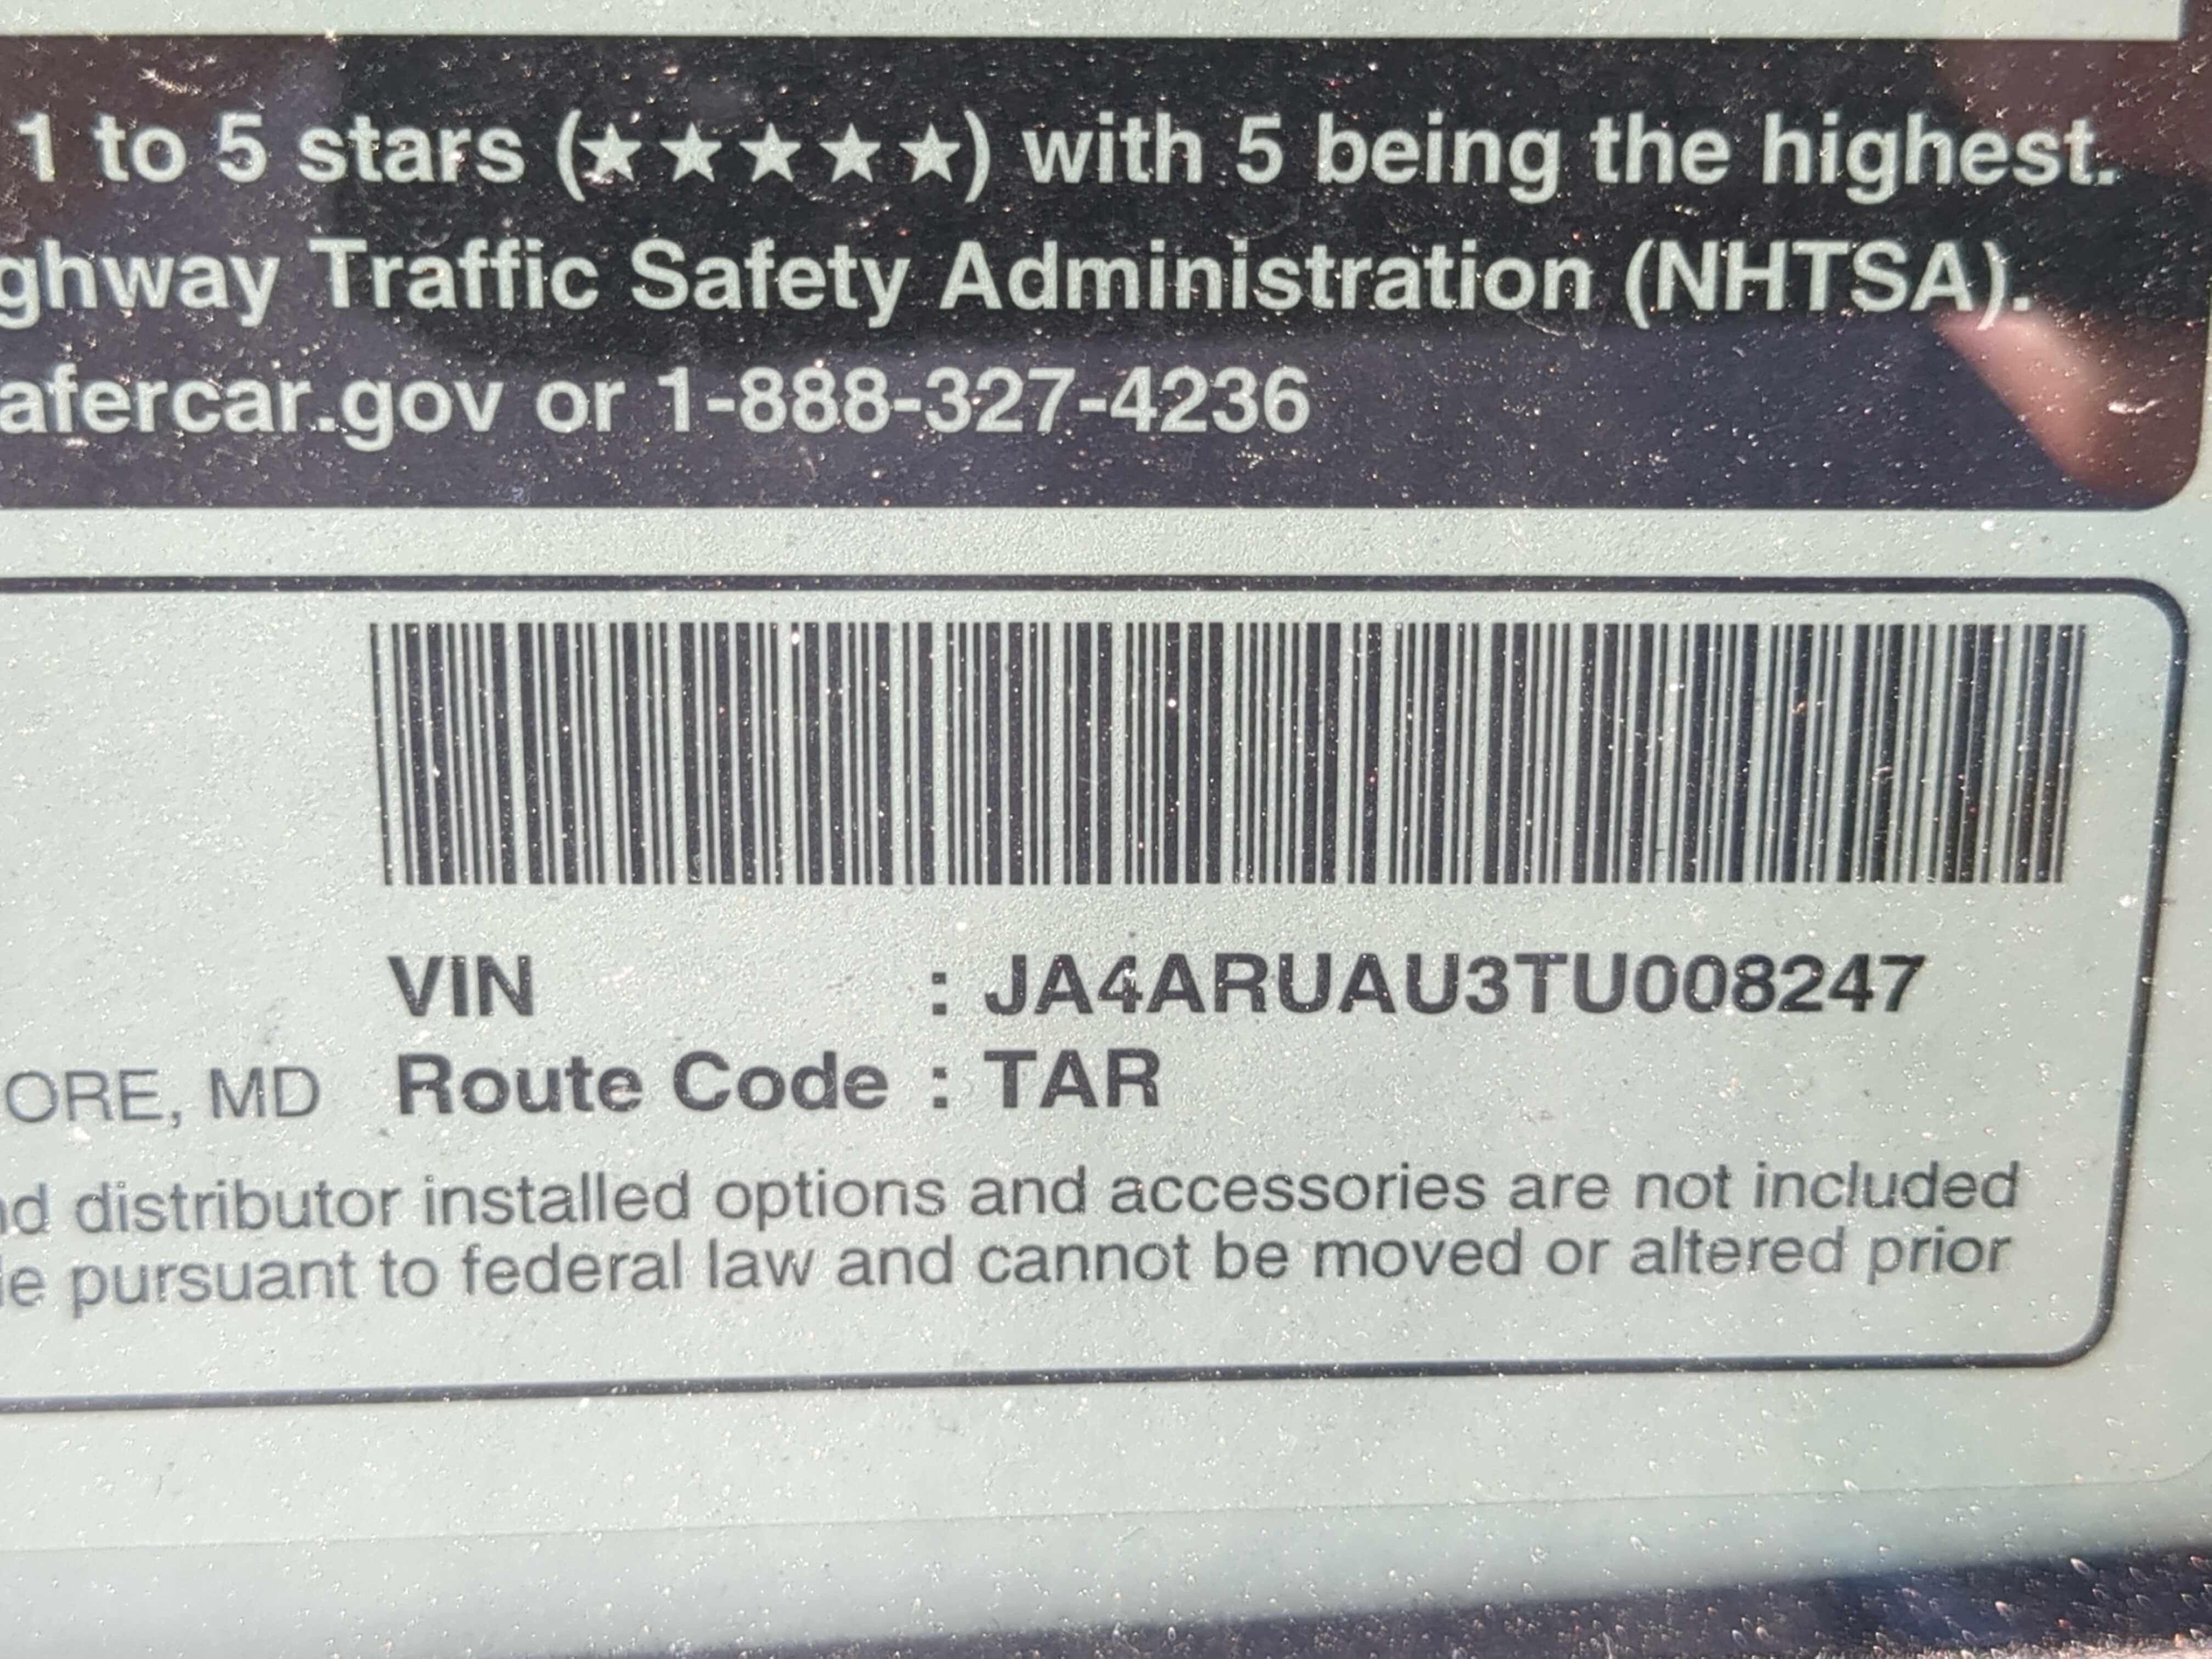 1 to 5 stars (★★★★★) with 5 being the highest.
ghway Traffic Safety Administration (NHTSA).
afercar.gov or 1-888-327-4236
VIN : JA4ARUAU3TU008247
ORE, MD Route Code : TAR
d distributor installed options and accessories are not included
e pursuant to federal law and cannot be moved or altered prior